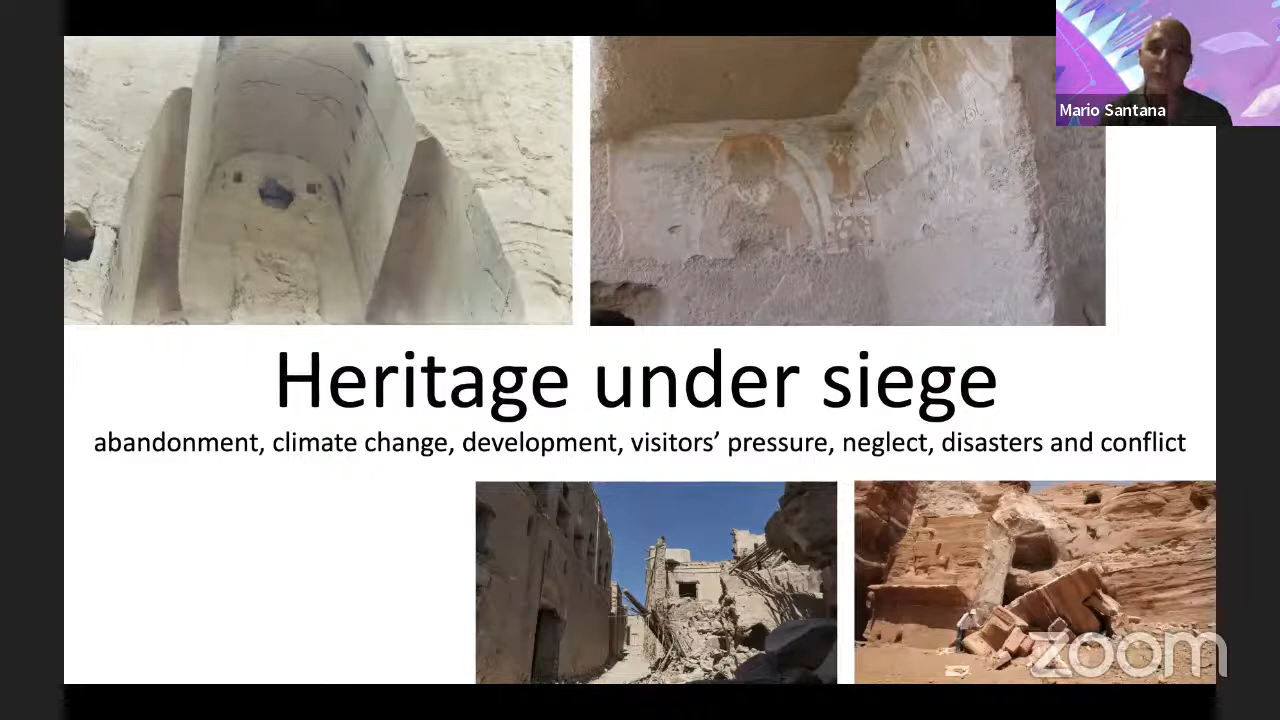 Mario Santana
Heritage under siege
abandonment, climate change, development, visitors’ pressure, neglect, disasters and conflict
zoom